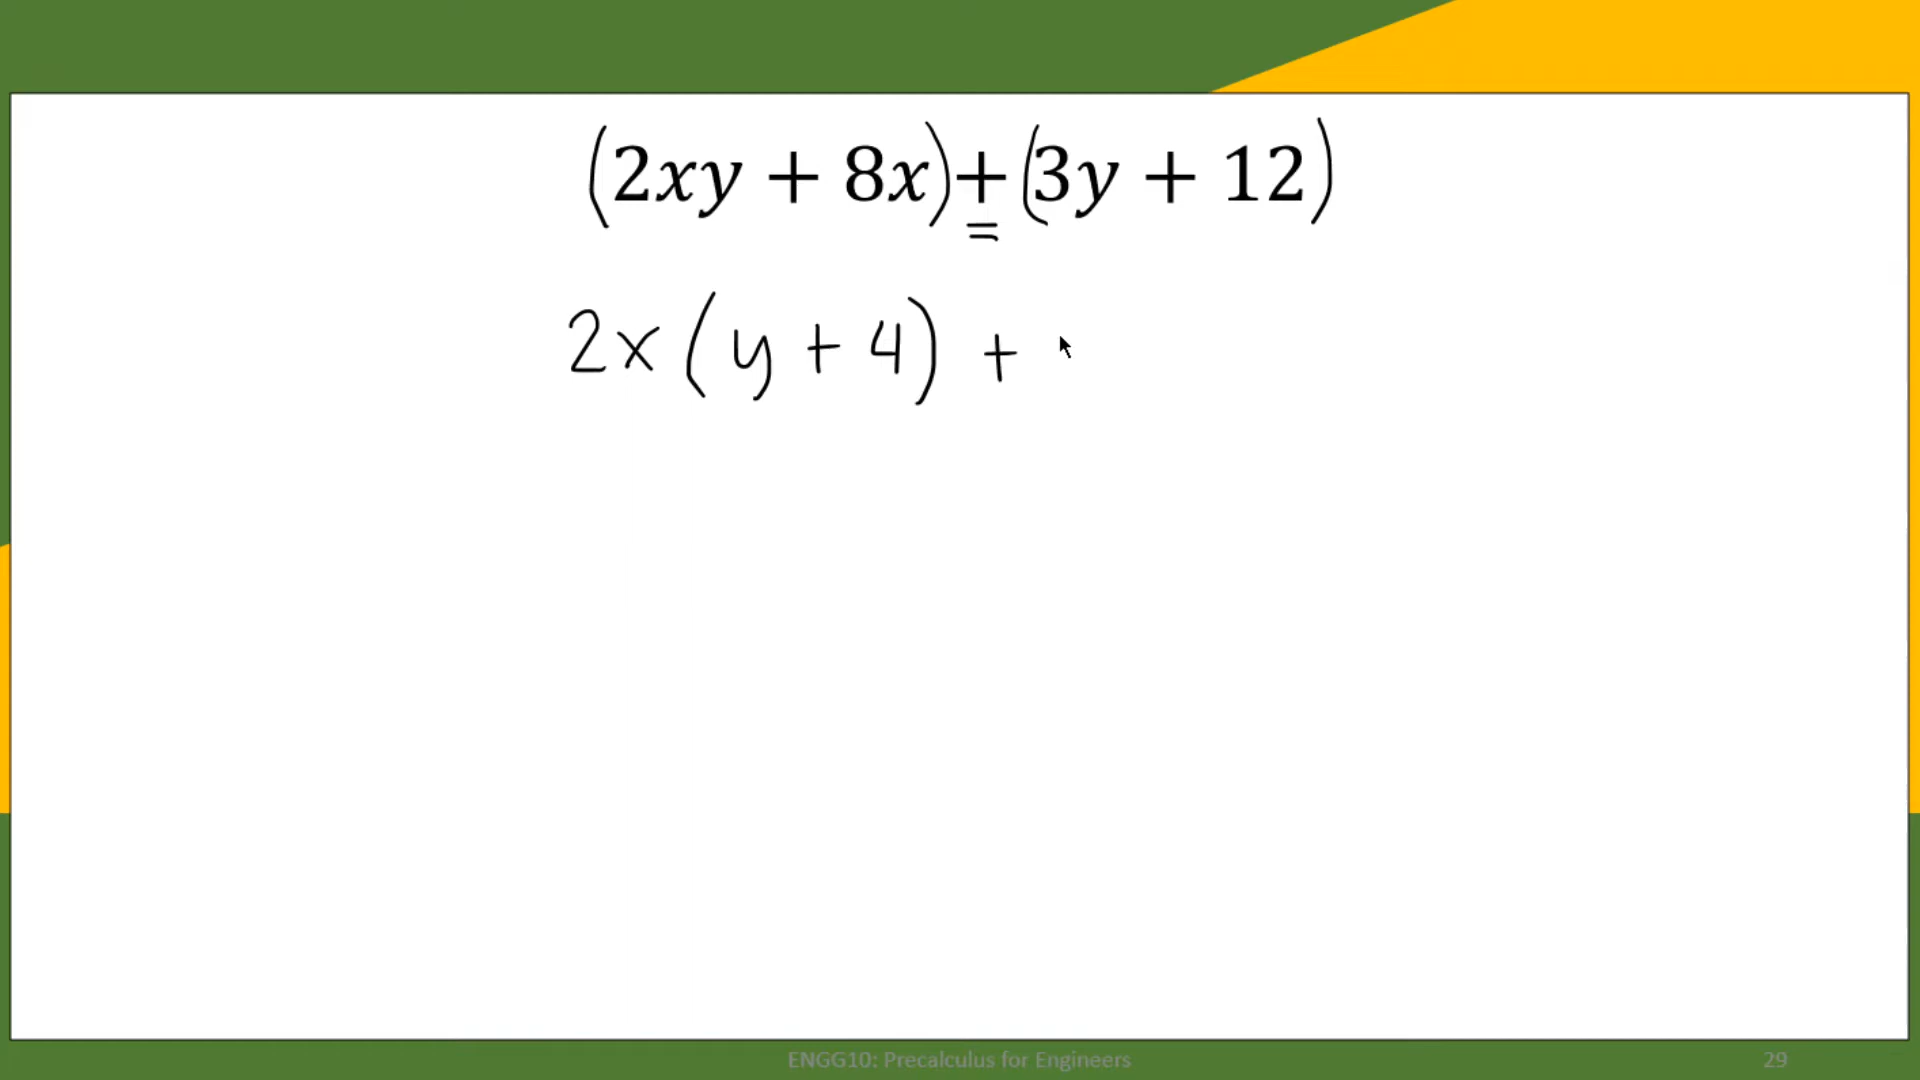 (2xy + 8x) + (3y + 12)
=
2x (y + 4) +
ENGG10: Precalculus for Engineers
29